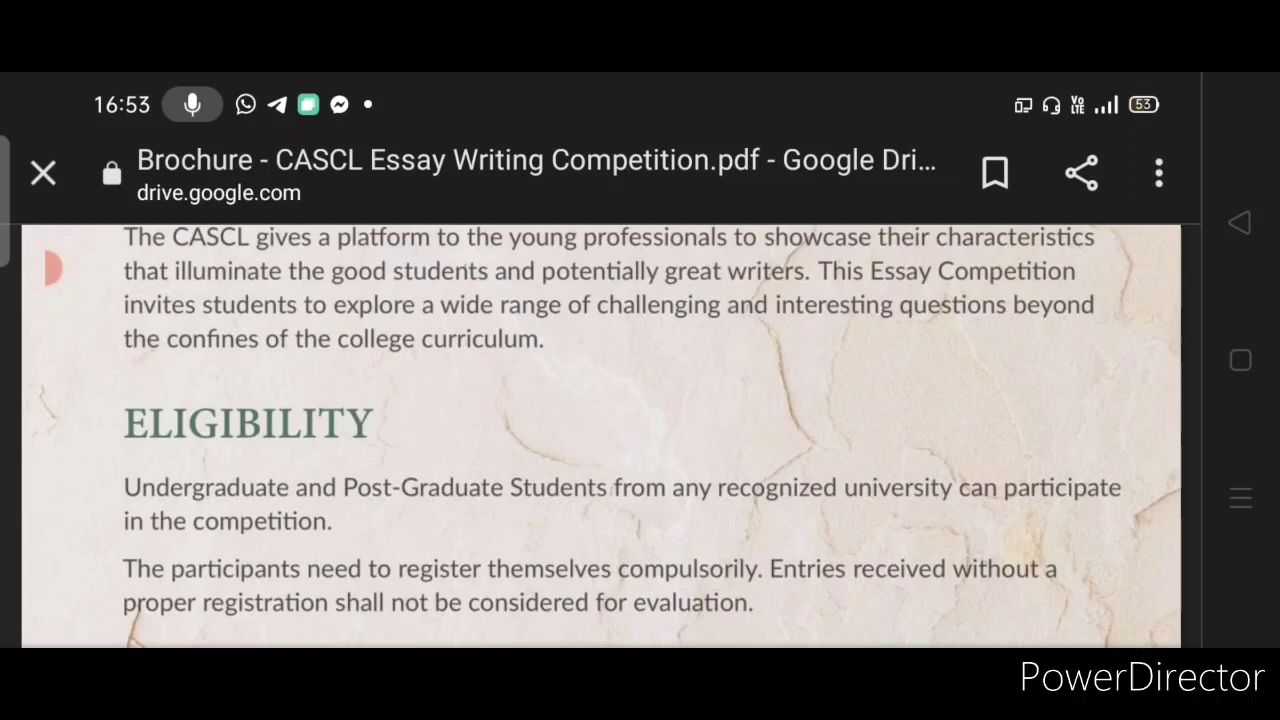 16:53
VoLTE
53
Brochure - CASCL Essay Writing Competition.pdf - Google Dri...
drive.google.com
The CASCL gives a platform to the young professionals to showcase their characteristics
that illuminate the good students and potentially great writers. This Essay Competition
invites students to explore a wide range of challenging and interesting questions beyond
the confines of the college curriculum.
ELIGIBILITY
Undergraduate and Post-Graduate Students from any recognized university can participate
in the competition.
The participants need to register themselves compulsorily. Entries received without a
proper registration shall not be considered for evaluation.
PowerDirector